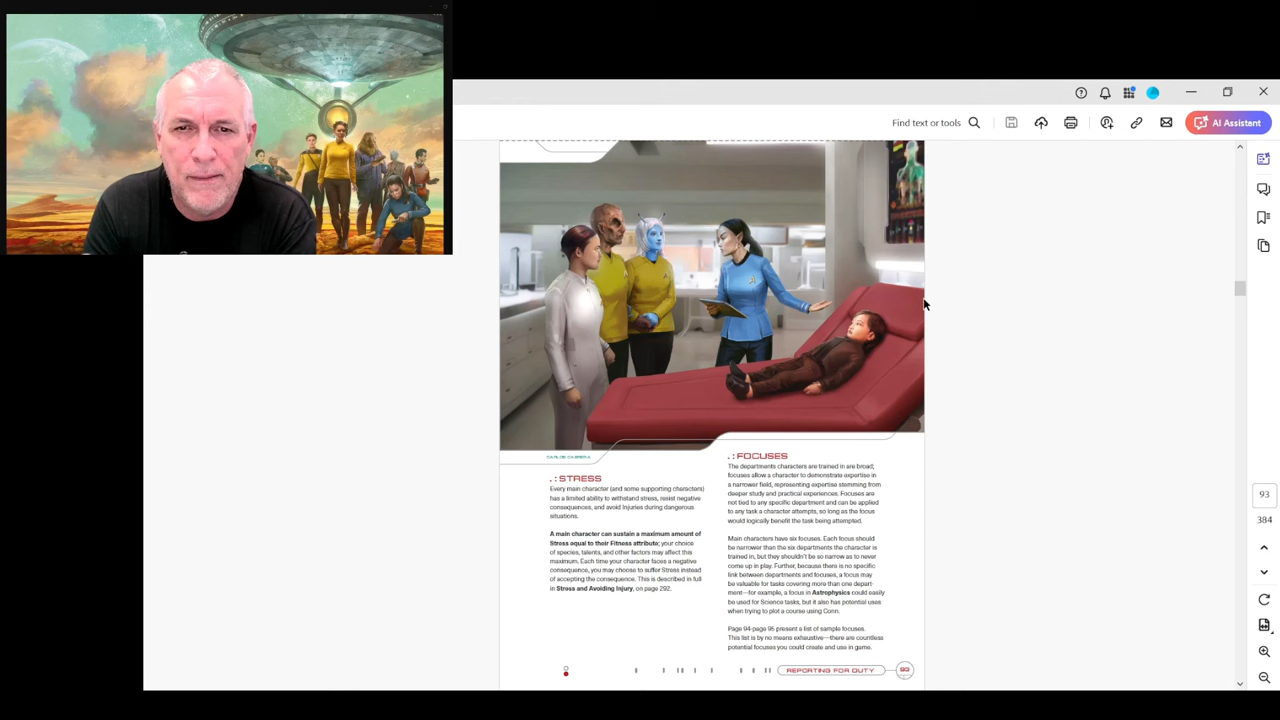 Find text or tools
AI Assistant
CARLOS CABRERA
.:STRESS
Every main character (and some supporting characters)
has a limited ability to withstand stress, resist negative
consequences, and avoid Injuries during dangerous
situations.
A main character can sustain a maximum amount of
Stress equal to their Fitness attribute; your choice
of species, talents, and other factors may affect this
maximum. Each time your character faces a negative
consequence, you may choose to suffer Stress instead
of accepting the consequence. This is described in full
in Stress and Avoiding Injury, on page 292.
.:FOCUSES
The departments characters are trained in are broad;
focuses allow a character to demonstrate expertise in
a narrower field, representing expertise stemming from
deeper study and practical experiences. Focuses are
not tied to any specific department and can be applied
to any task a character attempts, so long as the focus
would logically benefit the task being attempted.
Main characters have six focuses. Each focus should
be narrower than the six departments the character is
trained in, but they shouldn't be so narrow as to never
come up in play. Further, because there is no specific
link between departments and focuses, a focus may
be valuable for tasks covering more than one depart-
ment—for example, a focus in Astrophysics could easily
be used for Science tasks, but it also has potential uses
when trying to plot a course using Conn.
Page 94-page 95 present a list of sample focuses.
This list is by no means exhaustive—there are countless
potential focuses you could create and use in game.
REPORTING FOR DUTY
93
93
384